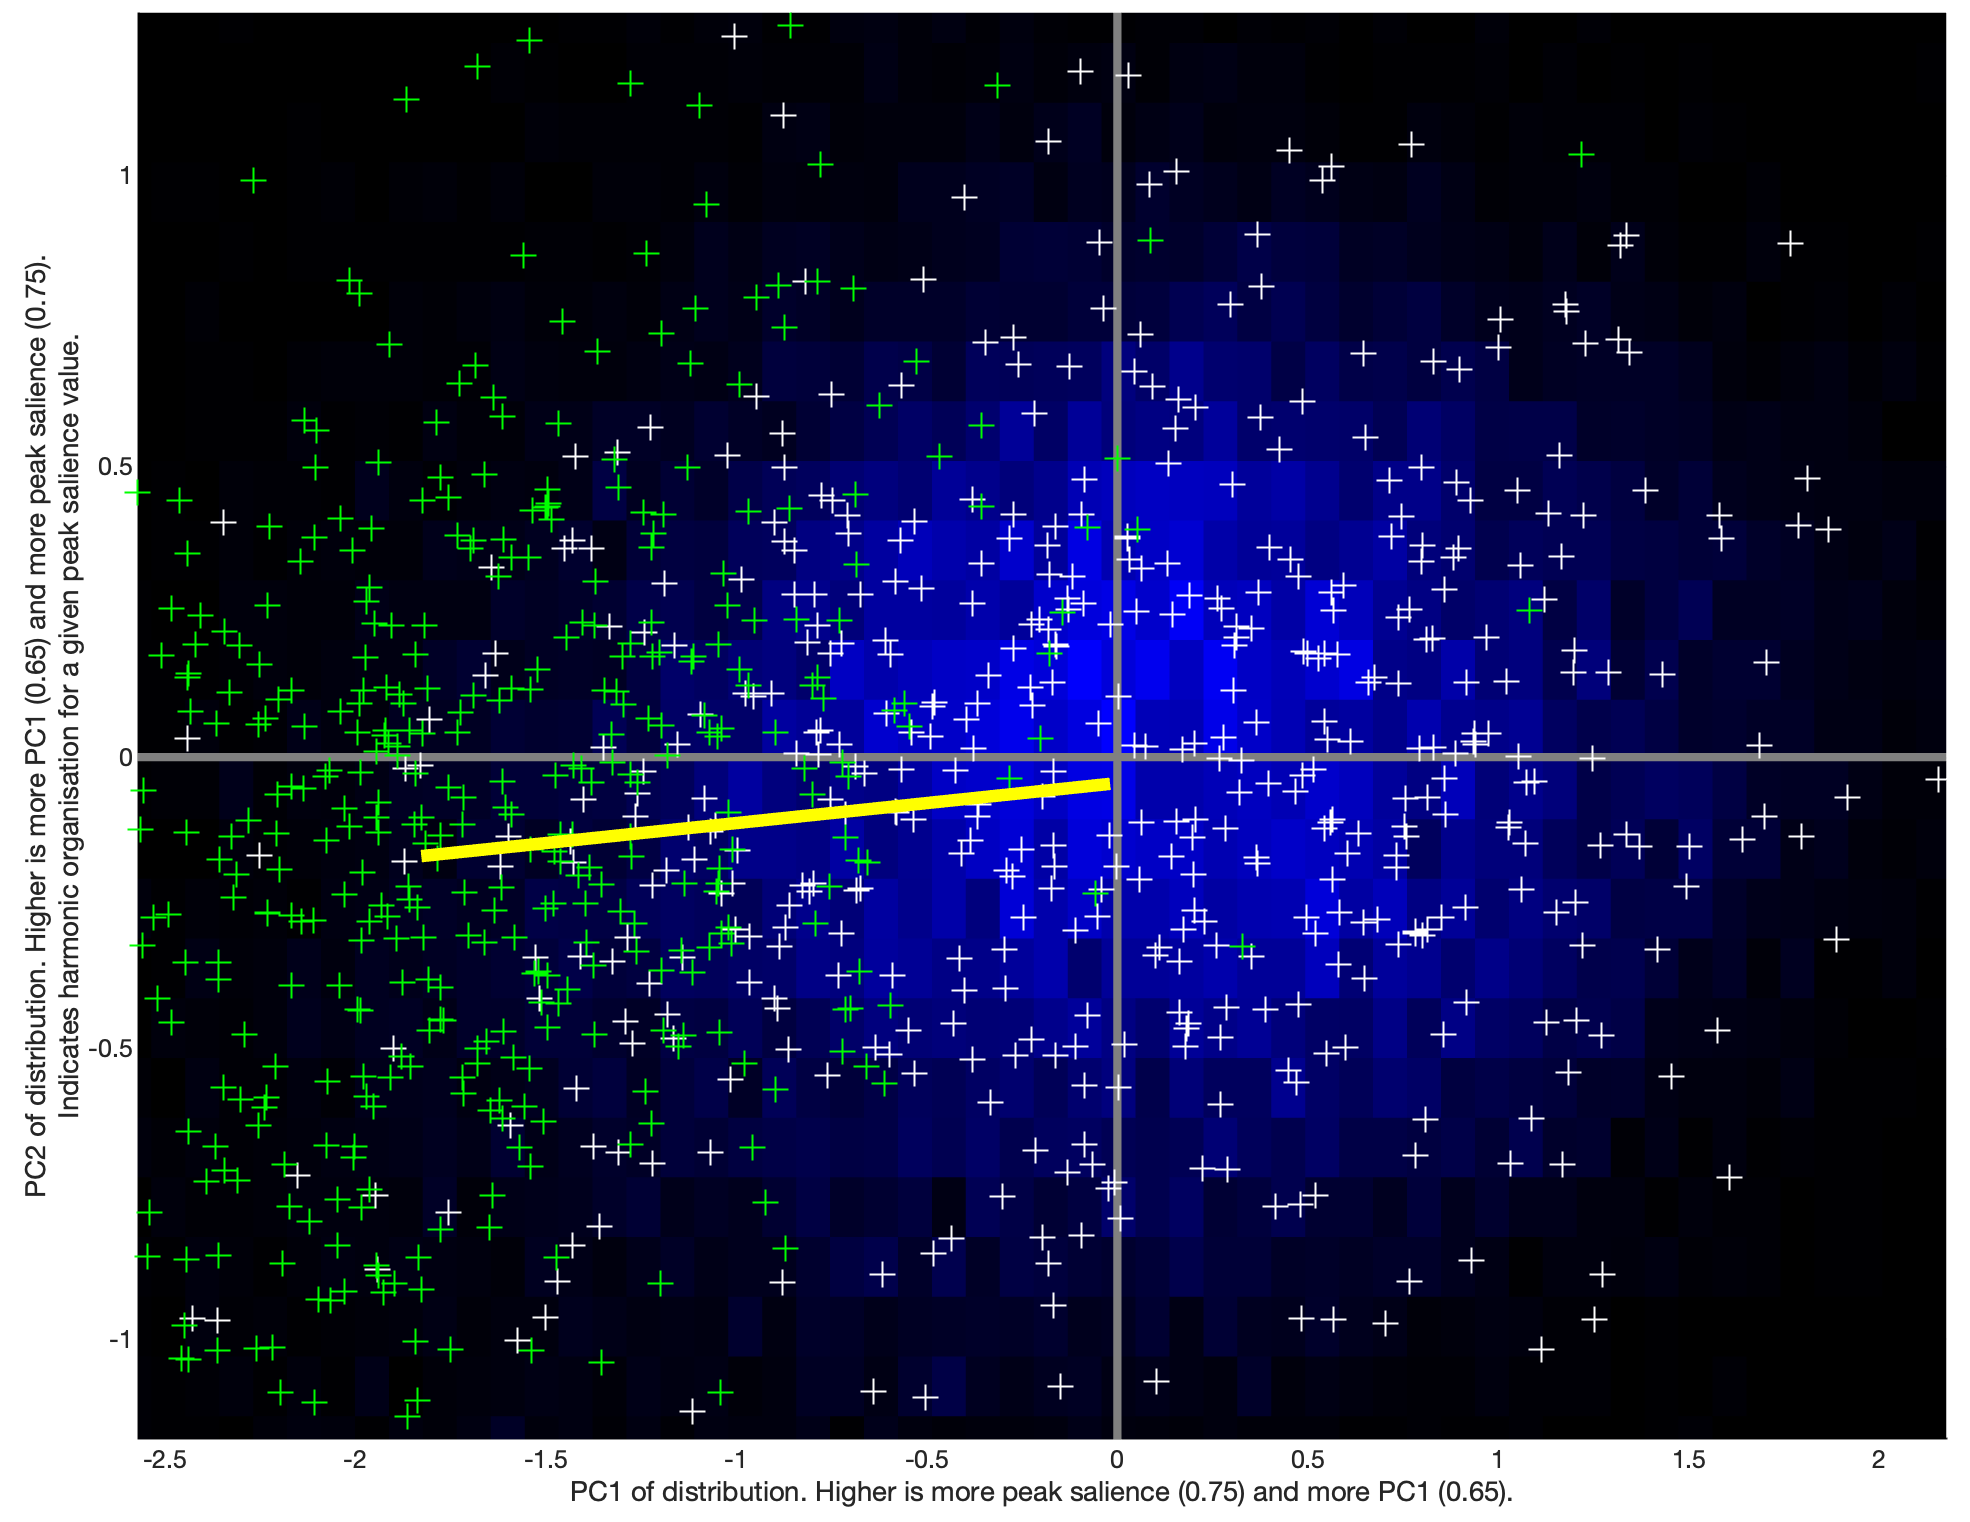 PC2 of distribution. Higher is more PC1 (0.65) and more peak salience (0.75).
Indicates harmonic organisation for a given peak salience value.
1
0.5
0
-0.5
-1
-2.5 -2 -1.5 -1 -0.5 0 0.5 1 1.5 2
PC1 of distribution. Higher is more peak salience (0.75) and more PC1 (0.65).